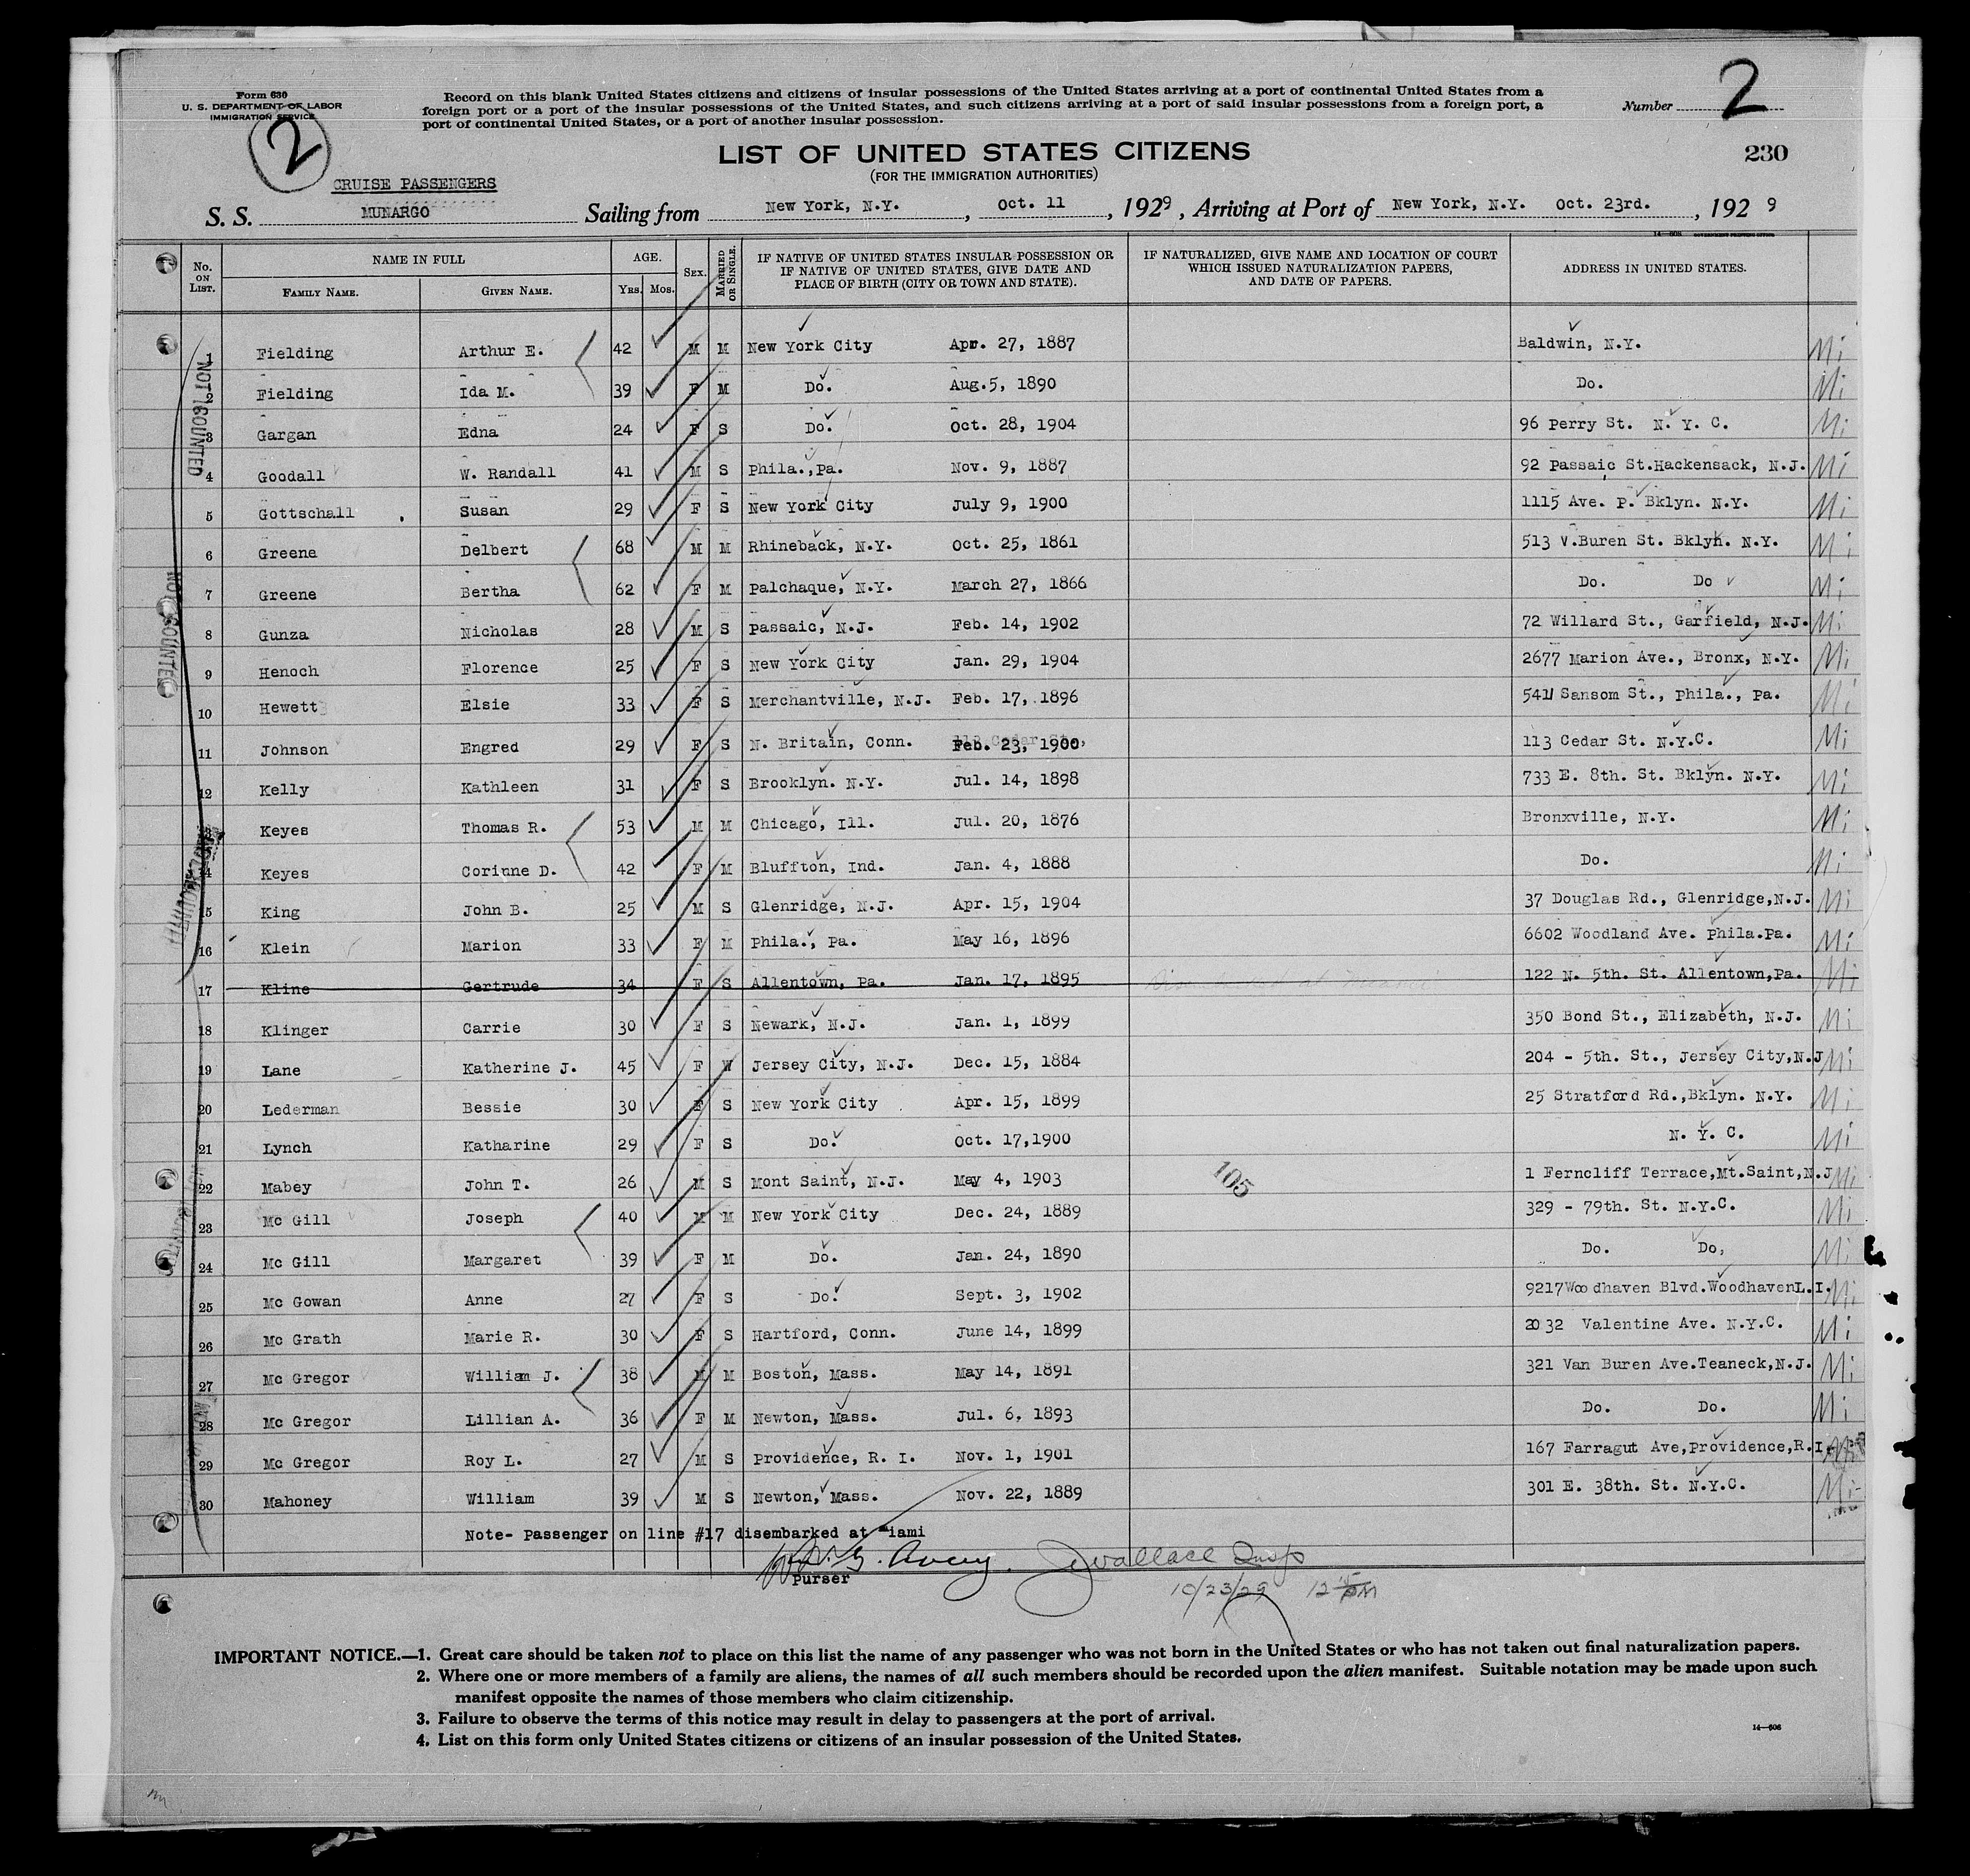 Form 630
U. S. DEPARTMENT OF LABOR
IMMIGRATION SERVICE
2
Record on this blank United States citizens and citizens of insular possessions of the United States arriving at a port of continental United States from a
foreign port or a port of the insular possessions of the United States, and such citizens arriving at a port of said insular possessions from a foreign port, a
port of continental United States, or a port of another insular possession.
Number 2
LIST OF UNITED STATES CITIZENS
(FOR THE IMMIGRATION AUTHORITIES)
230
CRUISE PASSENGERS
S. S. MUNARGO Sailing from New York, N.Y. , Oct. 11 , 1929 , Arriving at Port of New York, N.Y. Oct. 23rd. , 1929
14—608 GOVERNMENT PRINTING OFFICE
No. ON LIST. NAME IN FULL FAMILY NAME. GIVEN NAME. AGE. YRS. MOS. SEX. MARRIED OR SINGLE. IF NATIVE OF UNITED STATES INSULAR POSSESSION OR IF NATIVE OF UNITED STATES, GIVE DATE AND PLACE OF BIRTH (CITY OR TOWN AND STATE). IF NATURALIZED, GIVE NAME AND LOCATION OF COURT WHICH ISSUED NATURALIZATION PAPERS, AND DATE OF PAPERS. ADDRESS IN UNITED STATES.
1 Fielding Arthur E. 42 M M New York City Apr. 27, 1887 Baldwin, N.Y. Mi
2 Fielding Ida M. 39 F M Do. Aug.5, 1890 Do. Mi
3 Gargan Edna 24 F S Do. Oct. 28, 1904 96 Perry St. N. Y. C. Mi
4 Goodall W. Randall 41 M S Phila.,Pa. Nov. 9, 1887 92 Passaic St.Hackensack, N.J. Mi
5 Gottschall Susan 29 F S New York City July 9, 1900 1115 Ave. P. Bklyn. N.Y. Mi
6 Greene Delbert 68 M M Rhineback, N.Y. Oct. 25, 1861 513 V.Buren St. Bklyn. N.Y. Mi
7 Greene Bertha 62 F M Palchaque, N.Y. March 27, 1866 Do. Do Mi
8 Gunza Nicholas 28 M S Passaic, N.J. Feb. 14, 1902 72 Willard St., Garfield, N.J. Mi
9 Henoch Florence 25 F S New York City Jan. 29, 1904 2677 Marion Ave., Bronx, N.Y. Mi
10 Hewett Elsie 33 F S Merchantville, N.J. Feb. 17, 1896 5411 Sansom St., Phila., Pa. Mi
11 Johnson Engred 29 F S N. Britain, Conn. Feb. 23, 1900 113 Cedar St. N.Y.C. Mi
12 Kelly Kathleen 31 F S Brooklyn. N.Y. Jul. 14, 1898 733 E. 8th. St. Bklyn. N.Y. Mi
13 Keyes Thomas R. 53 M M Chicago, Ill. Jul. 20, 1876 Bronxville, N.Y. Mi
14 Keyes Corinne D. 42 F M Bluffton, Ind. Jan. 4, 1888 Do. Mi
15 King John B. 25 M S Glenridge, N.J. Apr. 15, 1904 37 Douglas Rd., Glenridge,N.J. Mi
16 Klein Marion 33 F M Phila., Pa. May 16, 1896 6602 Woodland Ave. Phila.Pa. Mi
17 Kline Gertrude 34 F S Allentown, Pa. Jan. 17, 1895 122 N. 5th. St. Allentown,Pa. Mi
18 Klinger Carrie 30 F S Newark, N.J. Jan. 1, 1899 350 Bond St., Elizabeth, N.J. Mi
19 Lane Katherine J. 45 F W Jersey City, N.J. Dec. 15, 1884 204 - 5th. St., Jersey City,N.J Mi
20 Lederman Bessie 30 F S New York City Apr. 15, 1899 25 Stratford Rd.,Bklyn. N.Y. Mi
21 Lynch Katharine 29 F S Do. Oct. 17,1900 N. Y. C. Mi
22 Mabey John T. 26 M S Mont Saint, N.J. May 4, 1903 1 Ferncliff Terrace,Mt.Saint,N.J Mi
23 Mc Gill Joseph 40 M M New York City Dec. 24, 1889 329 - 79th. St. N.Y.C. Mi
24 Mc Gill Margaret 39 F M Do. Jan. 24, 1890 Do. Do, Mi
25 Mc Gowan Anne 27 F S Do. Sept. 3, 1902 9217Woodhaven Blvd.WoodhavenL.I. Mi
26 Mc Grath Marie R. 30 F S Hartford, Conn. June 14, 1899 2032 Valentine Ave. N.Y.C. Mi
27 Mc Gregor William J. 38 M M Boston, Mass. May 14, 1891 321 Van Buren Ave.Teaneck,N.J. Mi
28 Mc Gregor Lillian A. 36 F M Newton, Mass. Jul. 6, 1893 Do. Do. Mi
29 Mc Gregor Roy L. 27 M S Providence, R. I. Nov. 1, 1901 167 Farragut Ave,Providence,R.I. Mi
30 Mahoney William 39 M S Newton, Mass. Nov. 22, 1889 301 E. 38th. St. N.Y.C. Mi
NOT COUNTED
NOT COUNTED
105
Note- Passenger on line #17 disembarked at Miami
Avery. JWallace Insp
Purser
10/23/29 12 PM
IMPORTANT NOTICE.—1. Great care should be taken not to place on this list the name of any passenger who was not born in the United States or who has not taken out final naturalization papers.
2. Where one or more members of a family are aliens, the names of all such members should be recorded upon the alien manifest. Suitable notation may be made upon such
manifest opposite the names of those members who claim citizenship.
3. Failure to observe the terms of this notice may result in delay to passengers at the port of arrival.
4. List on this form only United States citizens or citizens of an insular possession of the United States.
14—608